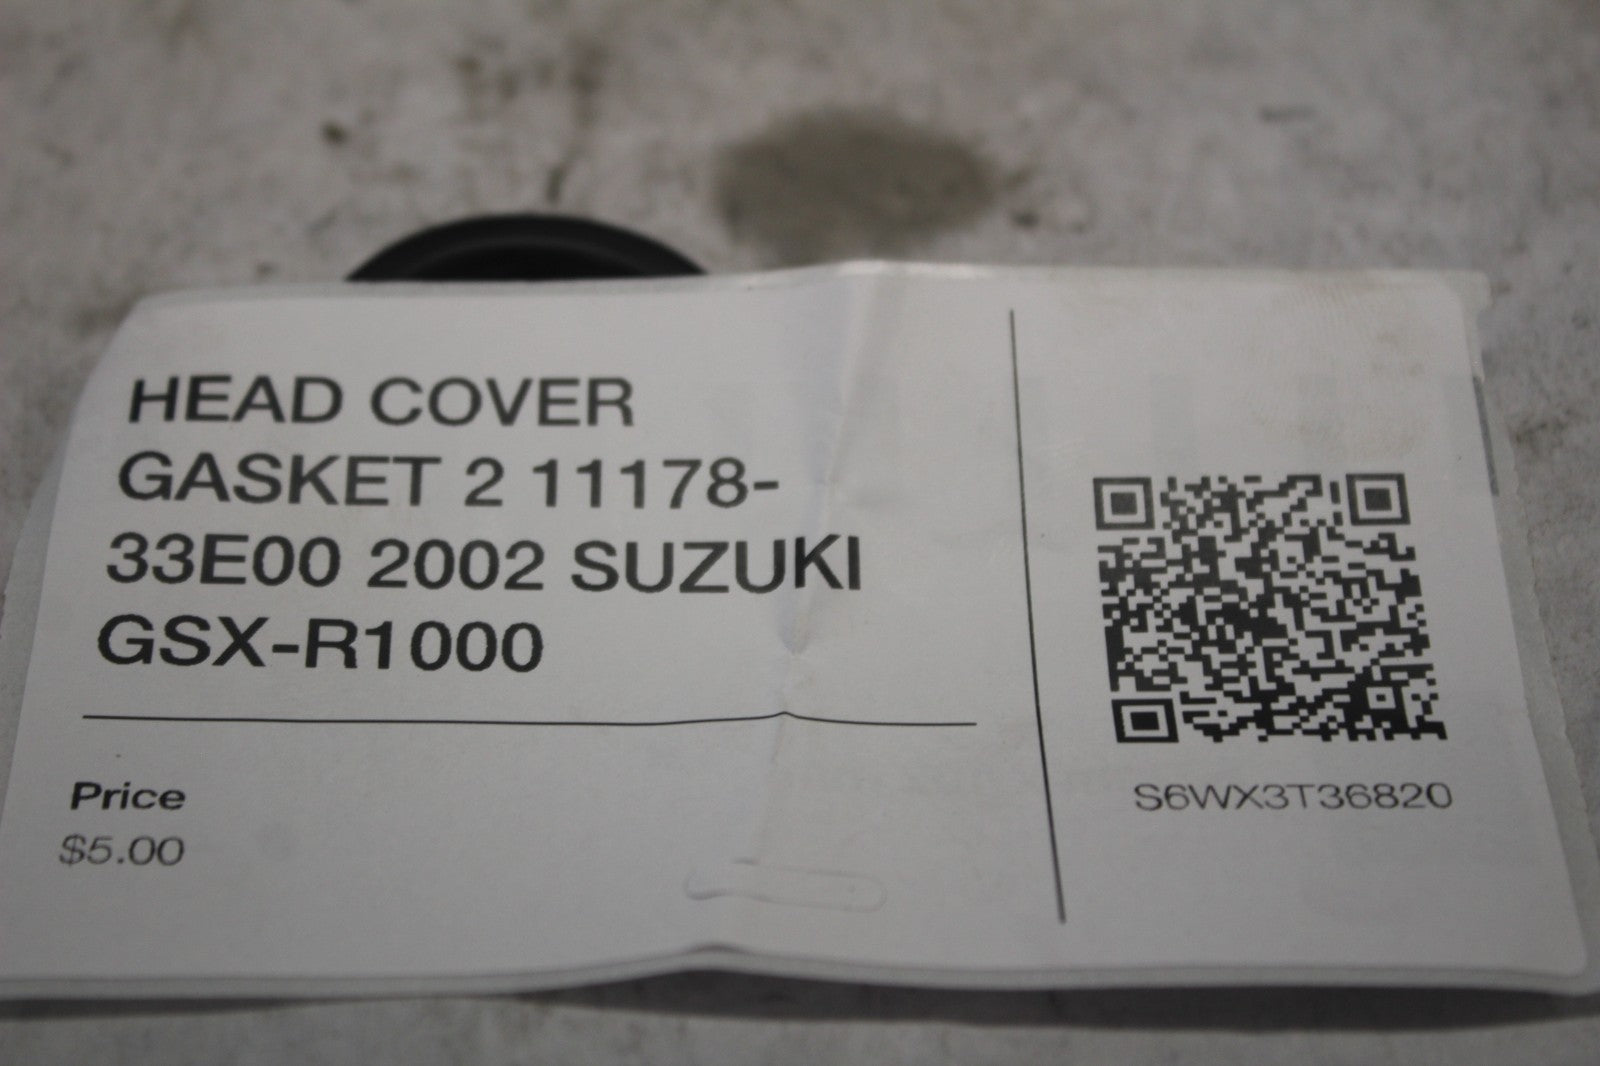 HEAD COVER
GASKET 2 11178-
33E00 2002 SUZUKI
GSX-R1000
Price
$5.00
S6WX3T36820